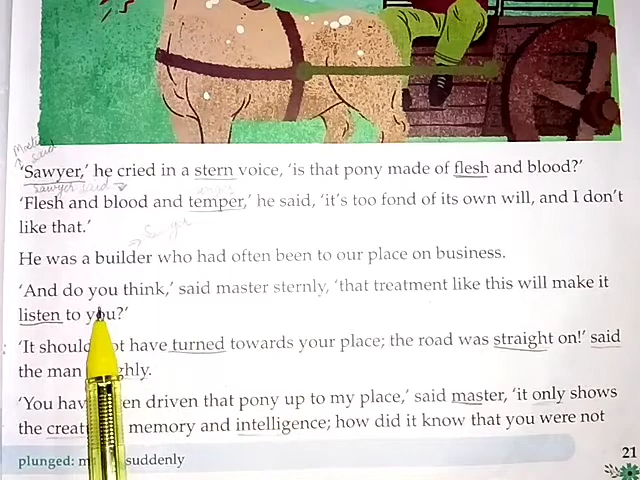 Master said
'Sawyer,' he cried in a stern voice, 'is that pony made of flesh and blood?'
Sawyer said
'Flesh and blood and temper,' he said, 'it's too fond of its own will, and I don't
like that.'
He was a builder who had often been to our place on business.
'And do you think,' said master sternly, 'that treatment like this will make it
listen to you?'
'It should have turned towards your place; the road was straight on!' said
the man
'You driven that pony up to my place,' said master, 'it only shows
the memory and intelligence; how did it know that you were not
plunged: suddenly
21